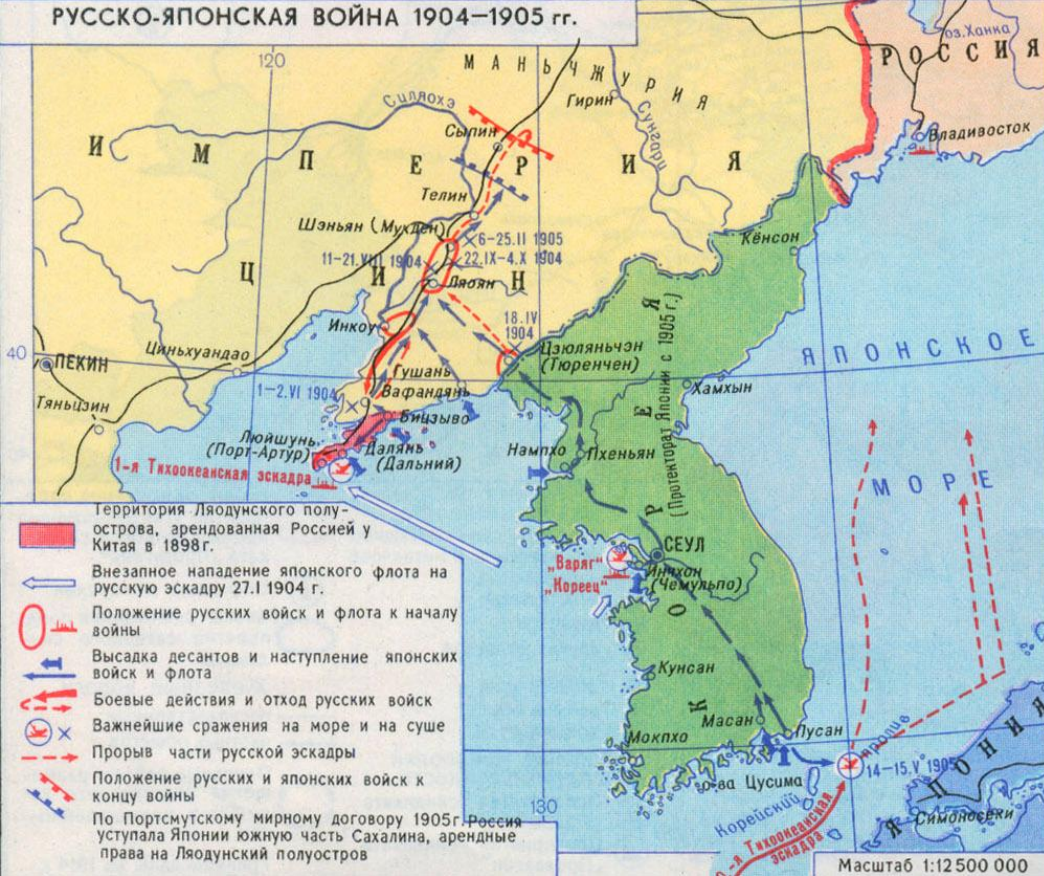 РУССКО-ЯПОНСКАЯ ВОЙНА 1904—1905 гг.
120
МАНЬЧЖУРИЯ
оз.Ханка
РОССИЯ
Силяохэ
Гирин
Сунгари
Сыпин
Владивосток
ИМПЕРИЯ
Телин
Шэньян (Мукден)
6–25.II 1905
Кёнсон
11–21.VIII 1904
22.IX–4.X 1904
ЦИН
Ляоян
18.IV
1904
Инкоу
40
ПЕКИН
Циньхуандао
Цзюляньчэн
(Тюренчен)
ЯПОНСКОЕ
Гушань
1–2.VI 1904
Вафандянь
Хамхын
Тяньцзин
Бицзыво
Люйшунь
(Порт-Артур)
Далянь
(Дальний)
Нампхо
Пхеньян
1-я Тихоокеанская эскадра
КОРЕЯ
(Протекторат Японии с 1905 г.)
МОРЕ
СЕУЛ
„Варяг"
„Кореец"
Инчхон
(Чемульпо)
Кунсан
Масан
Мокпхо
Пусан
о-ва Цусима
пролив
Корейский
14–15.V 1905
ЯПОНИЯ
Симоносеки
130
-я Тихоокеанская
эскадра
Территория Ляодунского полу-
острова, арендованная Россией у
Китая в 1898г.
Внезапное нападение японского флота на
русскую эскадру 27.I 1904 г.
Положение русских войск и флота к началу
войны
Высадка десантов и наступление японских
войск и флота
Боевые действия и отход русских войск
Важнейшие сражения на море и на суше
Прорыв части русской эскадры
Положение русских и японских войск к
концу войны
По Портсмутскому мирному договору 1905г. Россия
уступала Японии южную часть Сахалина, арендные
права на Ляодунский полуостров
Масштаб 1:12 500 000